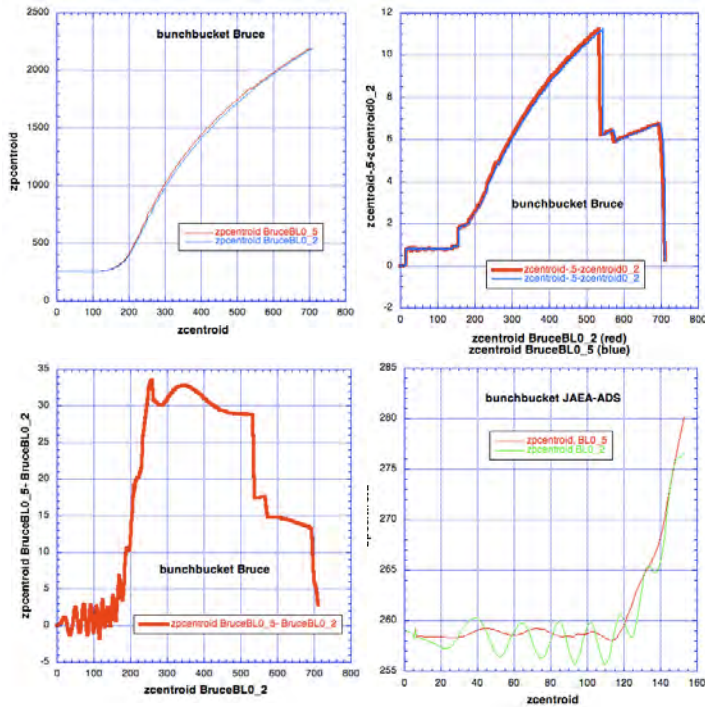 bunchbucket Bruce
2500
2000
1500
1000
500
0
zpcentroid
zpcentroid BruceBL0_5
zpcentroid BruceBL0_2
0 100 200 300 400 500 600 700 800
zcentroid
12
10
8
6
4
2
0
-2
zcentroid-.5-zcentroid0_2
bunchbucket Bruce
zcentroid-.5-zcentroid0_2
zcentroid-.5-zcentroid0_2
0 100 200 300 400 500 600 700 800
zcentroid BruceBL0_2 (red)
zcentroid BruceBL0_5 (blue)
35
30
25
20
15
10
5
0
-5
zpcentroid BruceBL0_5- BruceBL0_2
bunchbucket Bruce
zpcentroid BruceBL0_5- BruceBL0_2
0 100 200 300 400 500 600 700 800
zcentroid BruceBL0_2
285
280
275
270
265
260
255
bunchbucket JAEA-ADS
zpcentroid, BL0_5
zpcentroid BL0_2
0 20 40 60 80 100 120 140 160
zcentroid